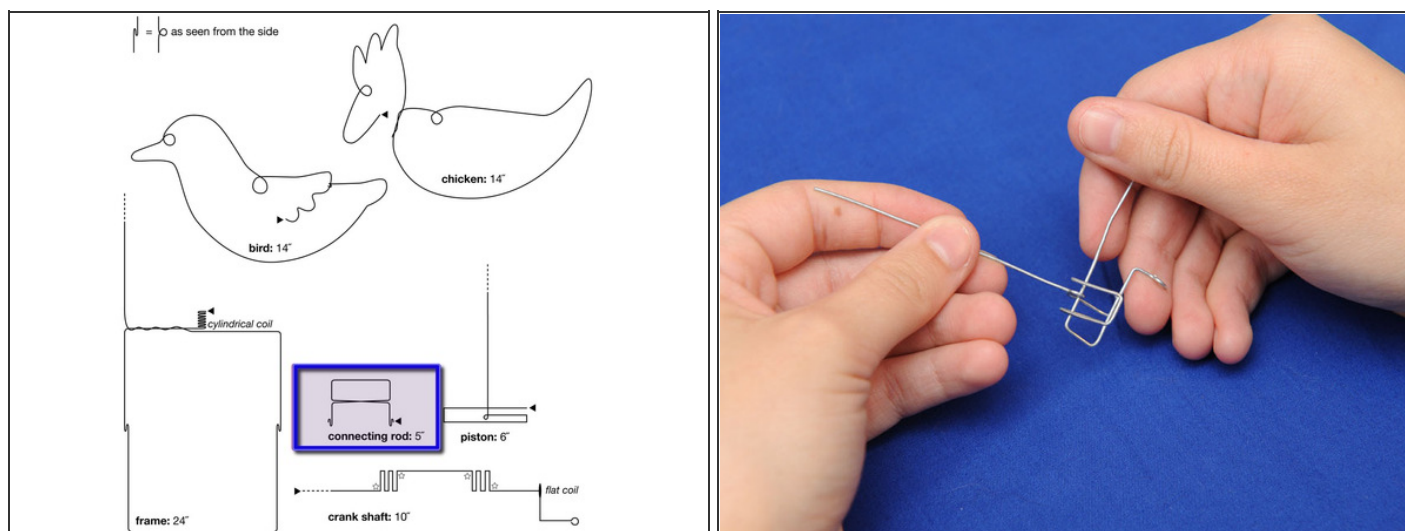 = as seen from the side
chicken: 14˝
bird: 14˝
cylindrical coil
connecting rod: 5˝
piston: 6˝
flat coil
frame: 24˝
crank shaft: 10˝